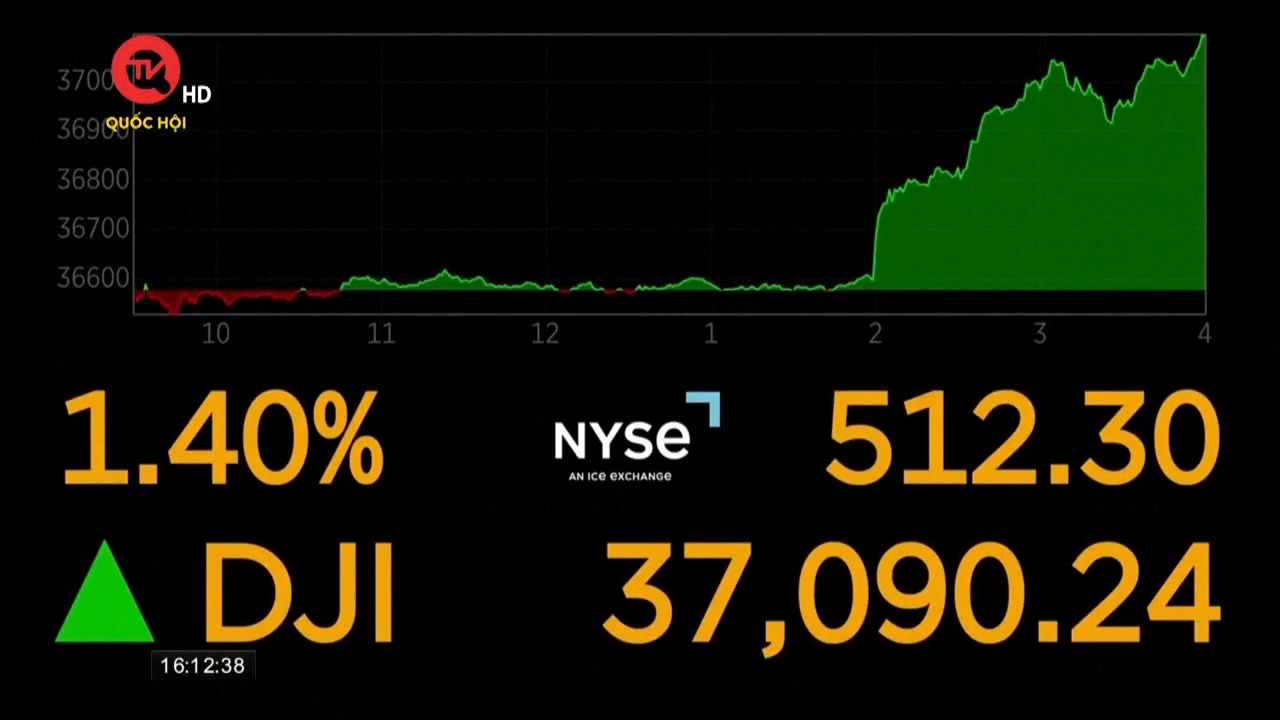 TV
HD
QUỐC HỘI
3700
36900
36800
36700
36600
10 11 12 1 2 3 4
1.40% NYSE 512.30
AN ICE EXCHANGE
DJI 37,090.24
16:12:38